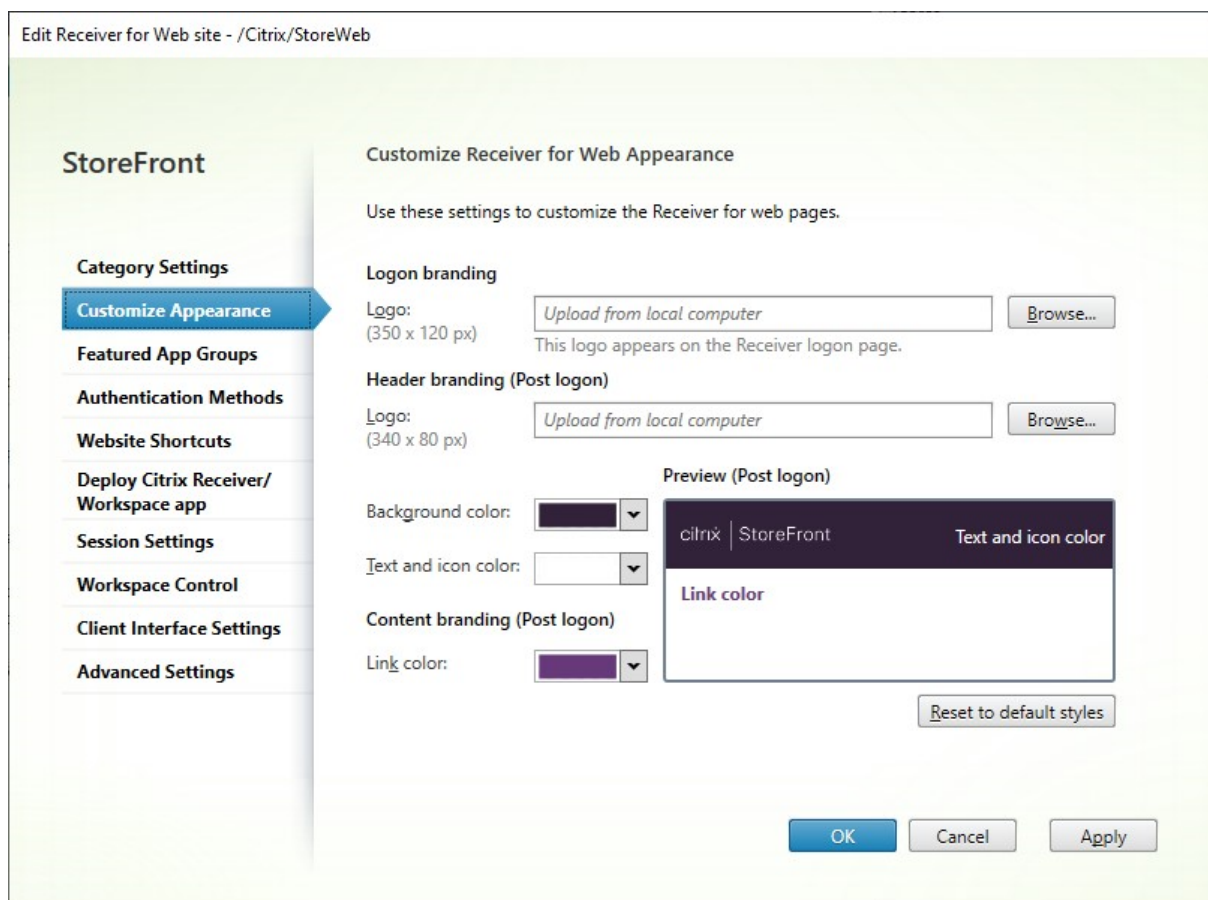 Edit Receiver for Web site - /Citrix/StoreWeb
StoreFront
Category Settings
Customize Appearance
Featured App Groups
Authentication Methods
Website Shortcuts
Deploy Citrix Receiver/
Workspace app
Session Settings
Workspace Control
Client Interface Settings
Advanced Settings
Customize Receiver for Web Appearance
Use these settings to customize the Receiver for web pages.
Logon branding
Logo:
(350 x 120 px)
Upload from local computer
Browse...
This logo appears on the Receiver logon page.
Header branding (Post logon)
Logo:
(340 x 80 px)
Upload from local computer
Browse...
Background color:
Text and icon color:
Content branding (Post logon)
Link color:
Preview (Post logon)
citrix | StoreFront
Text and icon color
Link color
Reset to default styles
OK
Cancel
Apply